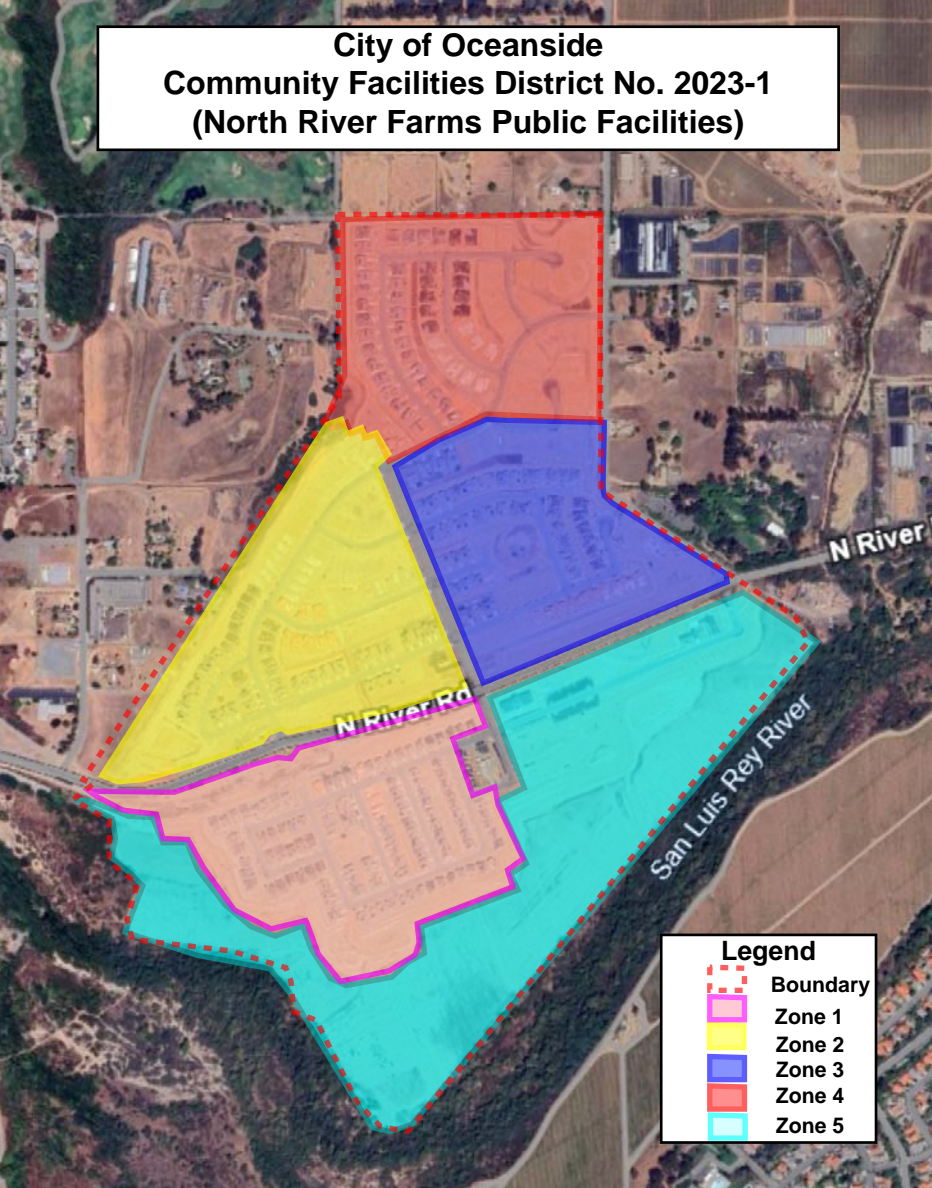 City of Oceanside
Community Facilities District No. 2023-1
(North River Farms Public Facilities)
N River
N River Rd
San Luis Rey River
Legend
Boundary
Zone 1
Zone 2
Zone 3
Zone 4
Zone 5